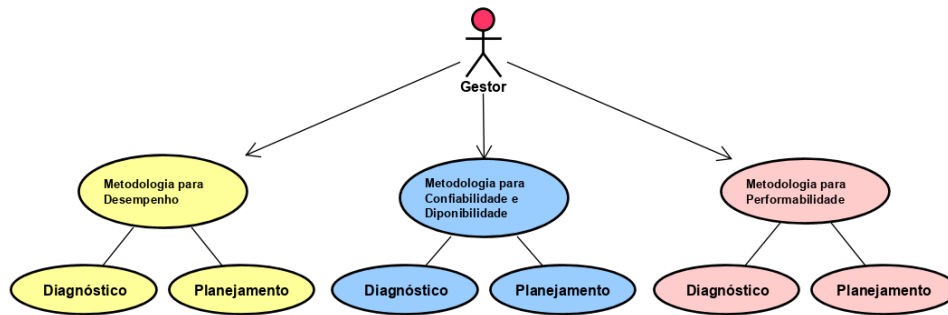 Gestor
Metodologia para
Desempenho
Metodologia para
Confiabilidade e
Diponibilidade
Metodologia para
Performabilidade
Diagnóstico
Planejamento
Diagnóstico
Planejamento
Diagnóstico
Planejamento